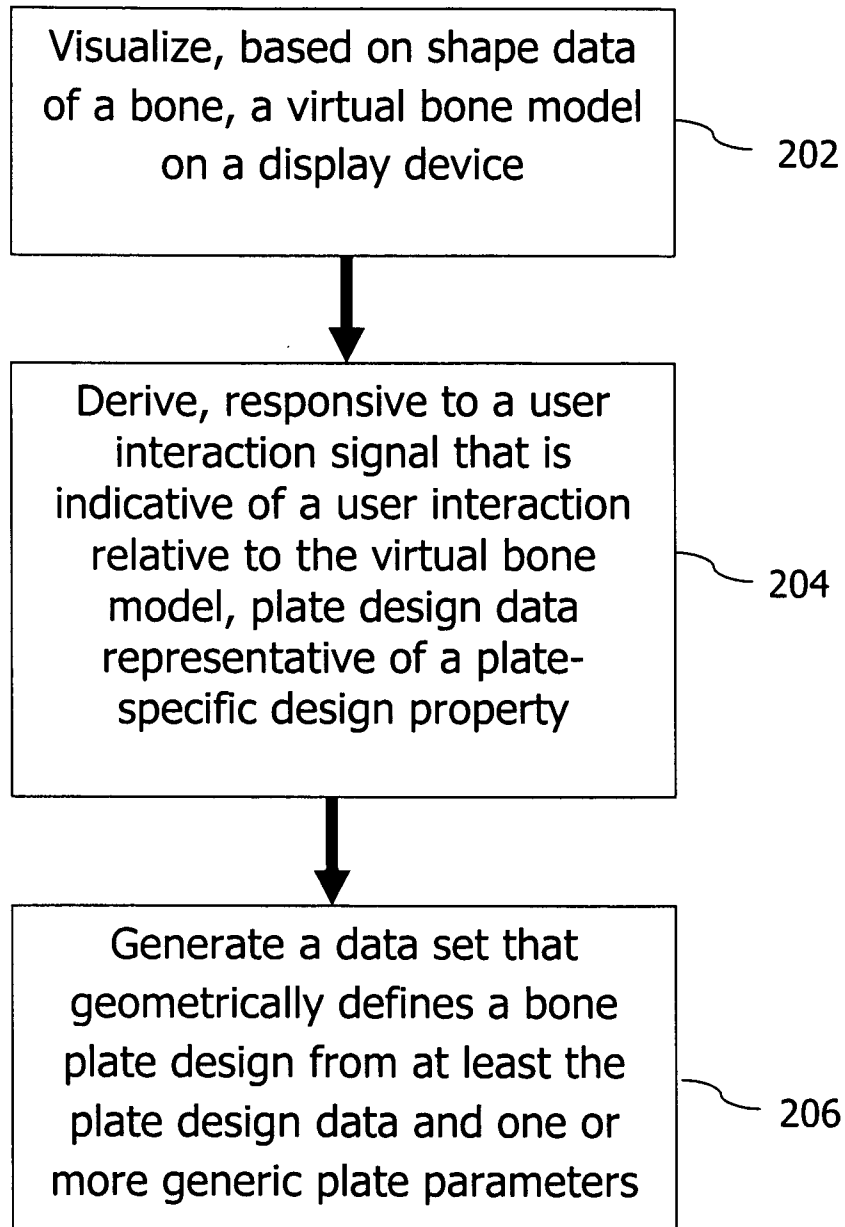 Visualize, based on shape data
of a bone, a virtual bone model
on a display device
202
Derive, responsive to a user
interaction signal that is
indicative of a user interaction
relative to the virtual bone
model, plate design data
representative of a plate-
specific design property
204
Generate a data set that
geometrically defines a bone
plate design from at least the
plate design data and one or
more generic plate parameters
206